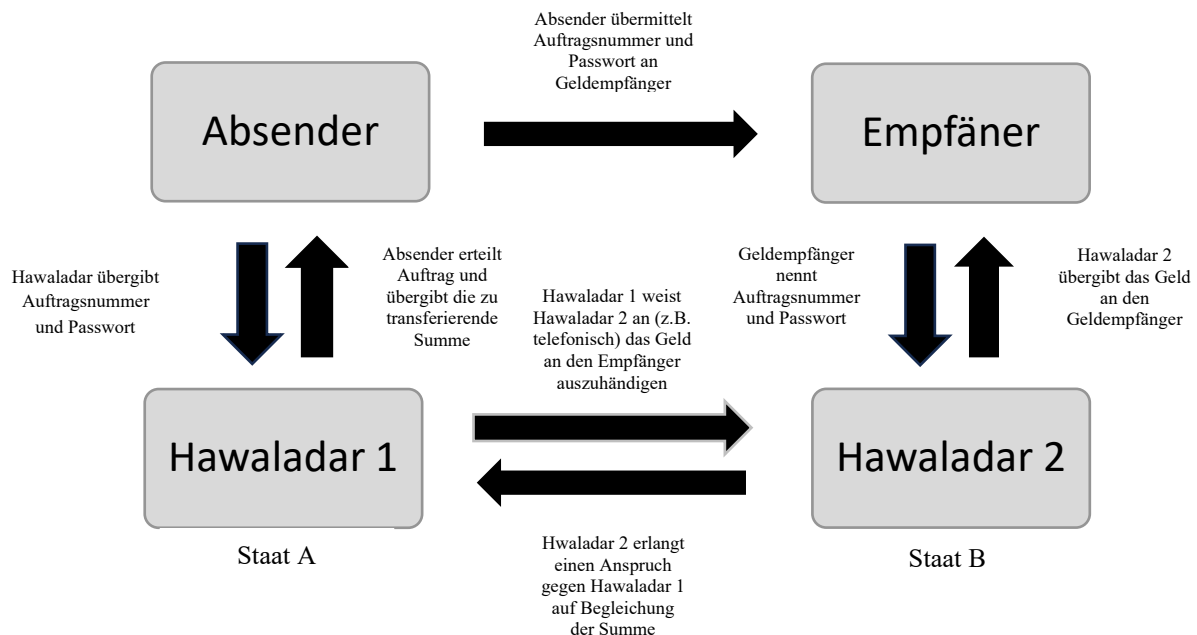 Absender übermittelt
Auftragsnummer und
Passwort an
Geldempfänger
Absender
Empfäner
Hawaladar übergibt
Auftragsnummer
und Passwort
Absender erteilt
Auftrag und
übergibt die zu
transferierende
Summe
Hawaladar 1 weist
Hawaladar 2 an (z.B.
telefonisch) das Geld
an den Empfänger
auszuhändigen
Geldempfänger
nennt
Auftragsnummer
und Passwort
Hawaladar 2
übergibt das Geld
an den
Geldempfänger
Hawaladar 1
Hawaladar 2
Staat A
Hwaladar 2 erlangt
einen Anspruch
gegen Hawaladar 1
auf Begleichung
der Summe
Staat B